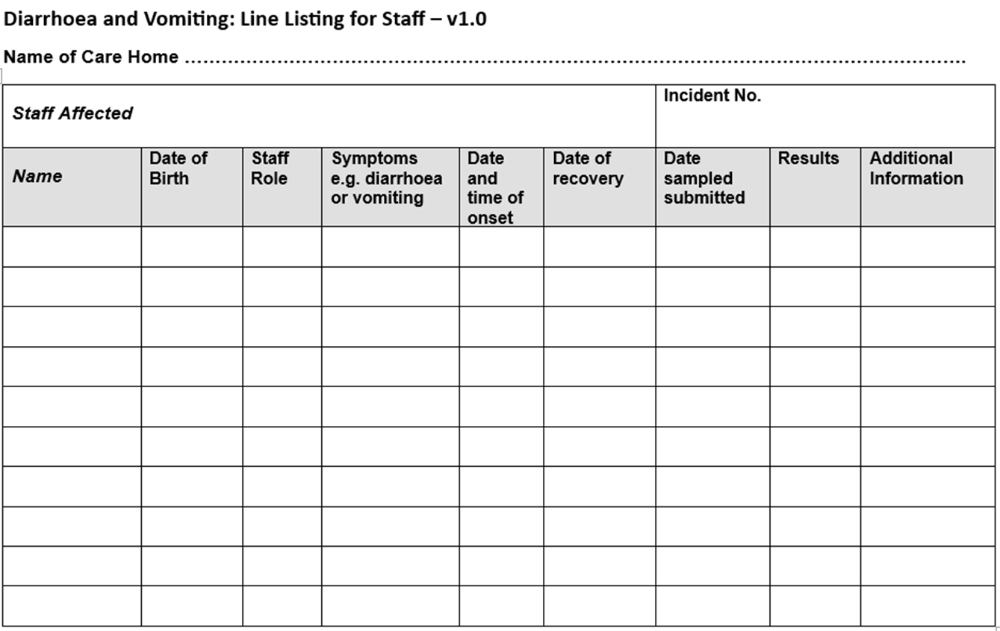 Diarrhoea and Vomiting: Line Listing for Staff – v1.0
Name of Care Home ……………………………………………………………………………………………………………….
Staff Affected
Incident No.
Name
Date of
Birth
Staff
Role
Symptoms
e.g. diarrhoea
or vomiting
Date
and
time of
onset
Date of
recovery
Date
sampled
submitted
Results
Additional
Information